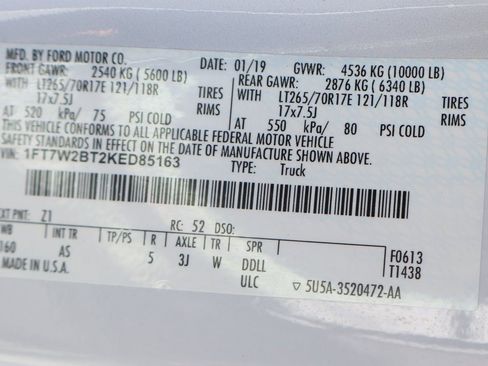 MFD. BY FORD MOTOR CO.
DATE: 01/19 GVWR: 4536 KG (10000 LB)
FRONT GAWR: 2540 KG (5600 LB) REAR GAWR: 2876 KG (6340 LB)
WITH LT265/70R17E 121/118R TIRES WITH LT265/70R17E 121/118R TIRES
17x7.5J RIMS 17x7.5J RIMS
AT 520 kPa/ 75 PSI COLD AT 550 kPa/ 80 PSI COLD
THIS VEHICLE CONFORMS TO ALL APPLICABLE FEDERAL MOTOR VEHICLE
SAFETY STANDARDS IN EFFECT ON THE DATE OF MANUFACTURE SHOWN ABOVE.
VIN: 1FT7W2BT2KED85163 TYPE: Truck
EXT PNT: Z1 RC: 52 DSO:
WB INT TR TP/PS R AXLE TR SPR F0613
160 AS 5 3J W DDLL T1438
MADE IN U.S.A. ULC ▽ 5U5A-3520472-AA